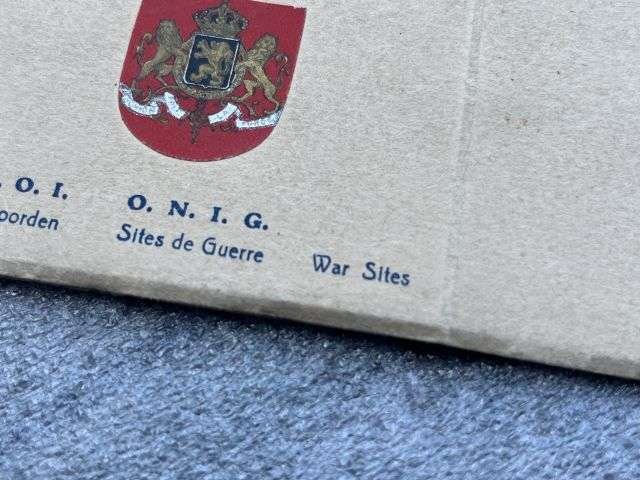 O. I.
oorden
O. N. I. G.
Sites de Guerre
War Sites